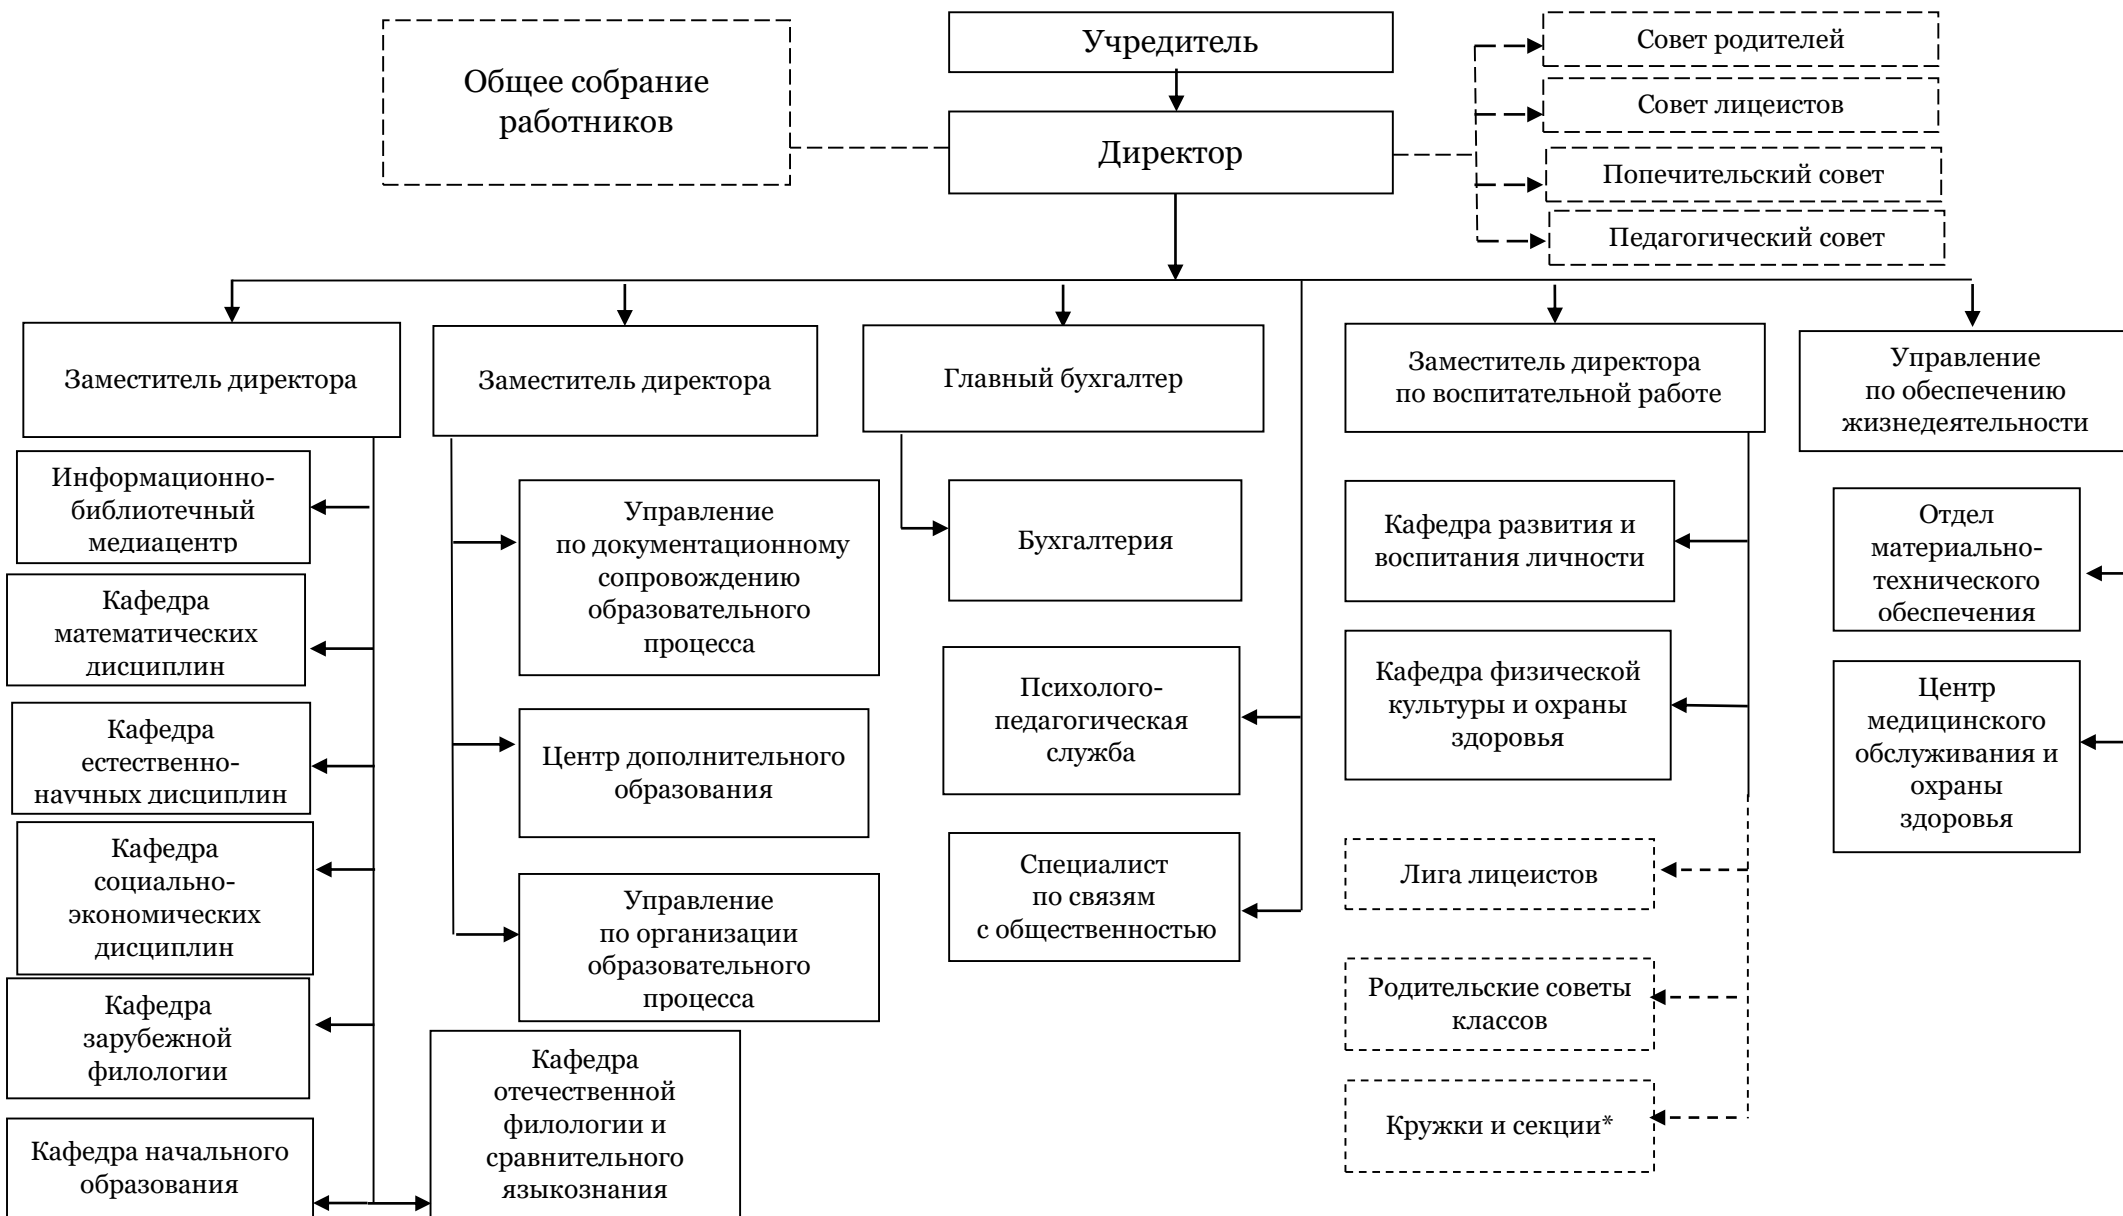 Общее собрание
работников
Учредитель
Директор
Совет родителей
Совет лицеистов
Попечительский совет
Педагогический совет
Заместитель директора
Заместитель директора
Главный бухгалтер
Заместитель директора
по воспитательной работе
Управление
по обеспечению
жизнедеятельности
Информационно-
библиотечный
медиацентр
Кафедра
математических
дисциплин
Кафедра
естественно-
научных дисциплин
Кафедра
социально-
экономических
дисциплин
Кафедра
зарубежной
филологии
Кафедра начального
образования
Управление
по документационному
сопровождению
образовательного
процесса
Центр дополнительного
образования
Управление
по организации
образовательного
процесса
Кафедра
отечественной
филологии и
сравнительного
языкознания
Бухгалтерия
Психолого-
педагогическая
служба
Специалист
по связям
с общественностью
Кафедра развития и
воспитания личности
Кафедра физической
культуры и охраны
здоровья
Лига лицеистов
Родительские советы
классов
Кружки и секции*
Отдел
материально-
технического
обеспечения
Центр
медицинского
обслуживания и
охраны
здоровья